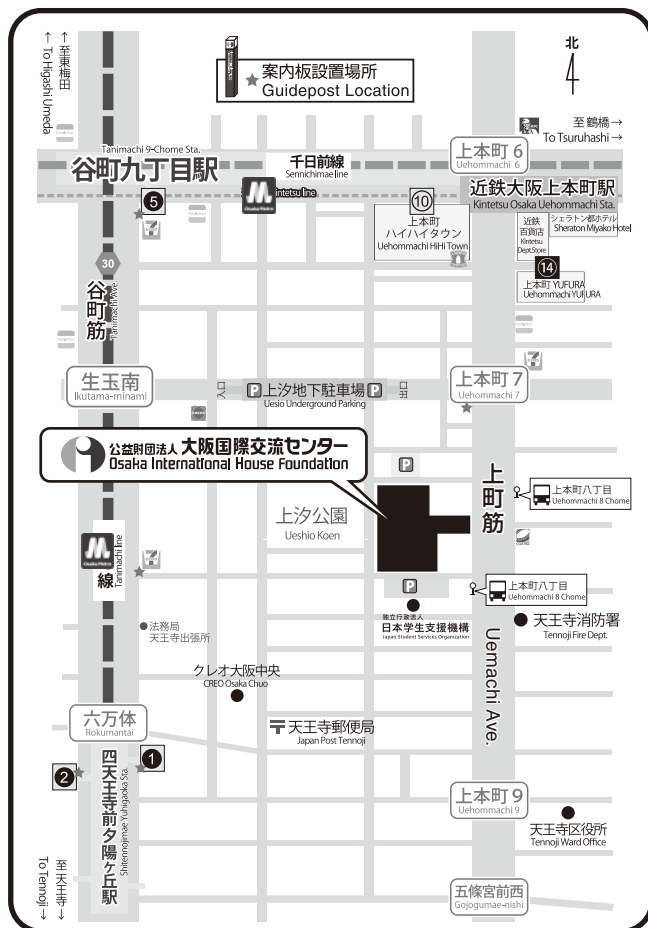 ← 至東梅田
← To Higashi Umeda
案内板設置場所
Guidepost Location
北
至 鶴橋 →
To Tsuruhashi →
Tanimachi 9-Chome Sta.
谷町九丁目駅
千日前線
Sennichimae line
上本町 6
Uehommachi 6
Osaka Metro
kintetsu line
近鉄大阪上本町駅
Kintetsu Osaka Uehommachi Sta.
5
10
上本町
ハイハイタウン
Uehommachi HiHi Town
近鉄
百貨店
Kintetsu
Dept.Store
シェラトン都ホテル
Sheraton Miyako Hotel
14
上本町 YUFURA
Uehommachi YUFURA
30
谷町筋
Tanimachi Ave.
生玉南
Ikutama-minami
入口
P
上汐地下駐車場
P
Uesio Underground Parking
出口
上本町 7
Uehommachi 7
公益財団法人 大阪国際交流センター
Osaka International House Foundation
P
上町筋
Uemachi Ave.
上本町八丁目
Uehommachi 8 Chome
上汐公園
Ueshio Koen
Osaka Metro
線
Tanimachi line
P
上本町八丁目
Uehommachi 8 Chome
独立行政法人
日本学生支援機構
Japan Student Services Organization
天王寺消防署
Tennoji Fire Dept.
法務局
天王寺出張所
クレオ大阪中央
CREO Osaka Chuo
六万体
Rokumantai
〒天王寺郵便局
Japan Post Tennoji
2
1
四天王寺前夕陽ヶ丘駅
Shitennojimae Yuhigaoka Sta.
上本町 9
Uehommachi 9
天王寺区役所
Tennoji Ward Office
至天王寺→
To Tennoji →
五條宮前西
Gojogumae-nishi